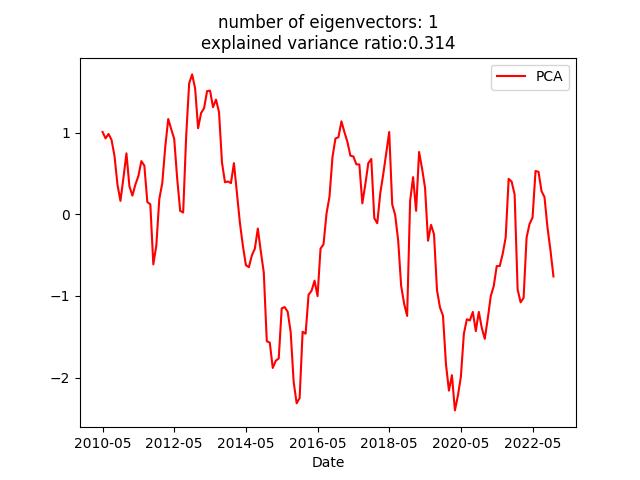 number of eigenvectors: 1
explained variance ratio:0.314
PCA
1
0
−1
−2
2010-05 2012-05 2014-05 2016-05 2018-05 2020-05 2022-05
Date